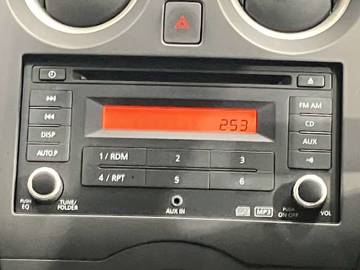 FM AM
253
CD
DISP
AUX
AUTO.P
1 / RDM
2
3
4 / RPT
5
6
PUSH
EQ
TUNE/
FOLDER
AUX IN
MP3
PUSH
ON OFF
VOL